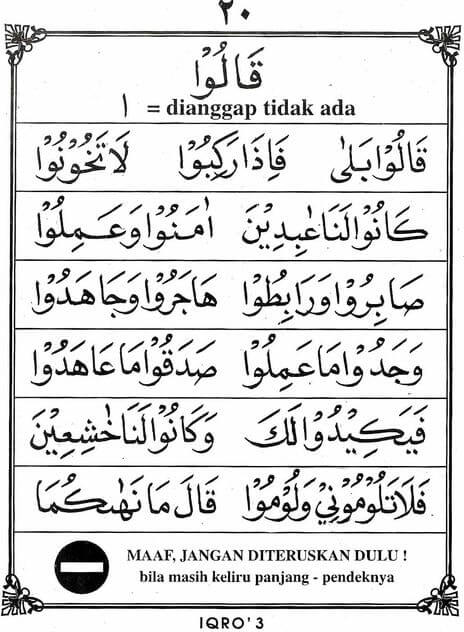 ٢٠
قَالُوْا
ا = dianggap tidak ada
قَالُوْا بَلٰى فَاِذَا رَكِبُوْا لَا تَخُوْنُوْا
كَانُوْا لَنَا عٰبِدِيْنَ اٰمَنُوْا وَعَمِلُوْا
صَابِرُوْا وَرَابِطُوْا هَاجَرُوْا وَجَاهَدُوْا
وَجَدُوْا مَا عَمِلُوْا صَدَقُوْا مَا عَاهَدُوْا
فَيَكِيْدُوْا لَكَ وَكَانُوْا لَنَا خٰشِعِيْنَ
فَلَا تَلُوْمُوْنِيْ وَلُوْمُوْا قَالَ مَا نَهٰىكُمَا
MAAF, JANGAN DITERUSKAN DULU !
bila masih keliru panjang - pendeknya
IQRO' 3